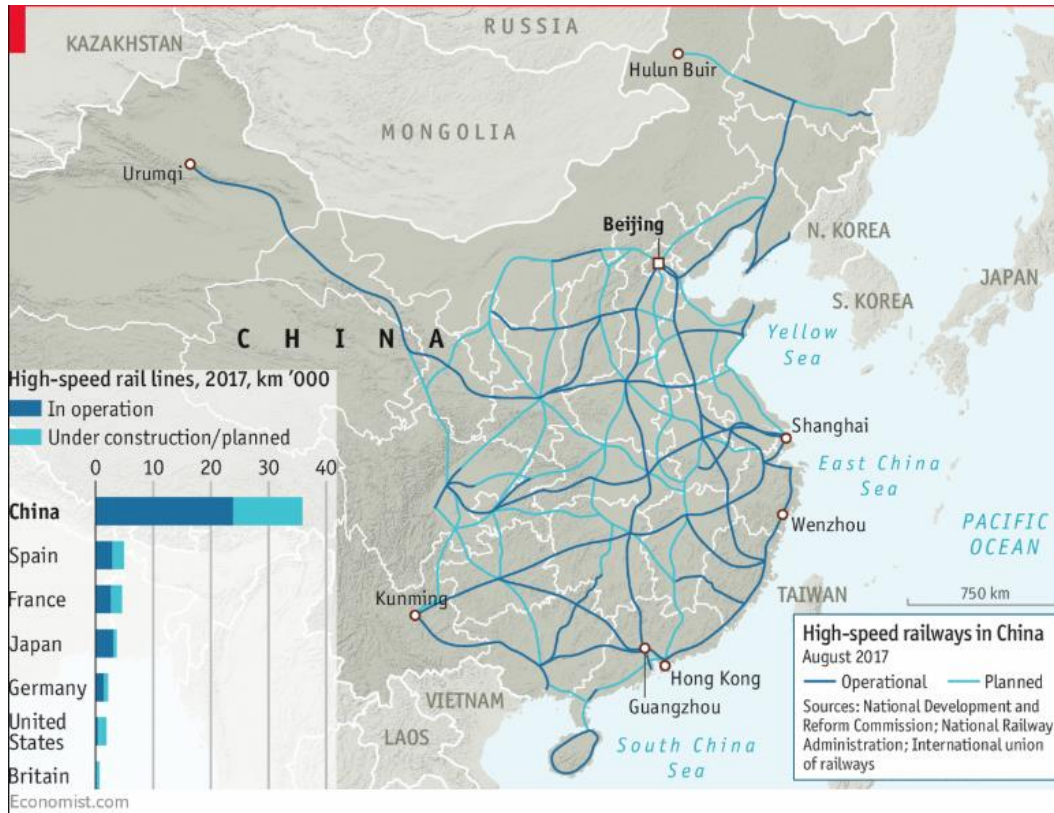 RUSSIA
KAZAKHSTAN
Hulun Buir
MONGOLIA
Urumqi
Beijing
N. KOREA
JAPAN
S. KOREA
CHINA
Yellow
Sea
High-speed rail lines, 2017, km ’000
In operation
Under construction/planned
0 10 20 30 40
China
Spain
France
Japan
Germany
United
States
Britain
Shanghai
East China
Sea
Wenzhou
PACIFIC
OCEAN
TAIWAN
750 km
Kunming
Hong Kong
Guangzhou
VIETNAM
LAOS
South China
Sea
High-speed railways in China
August 2017
Operational Planned
Sources: National Development and
Reform Commission; National Railway
Administration; International union
of railways
Economist.com